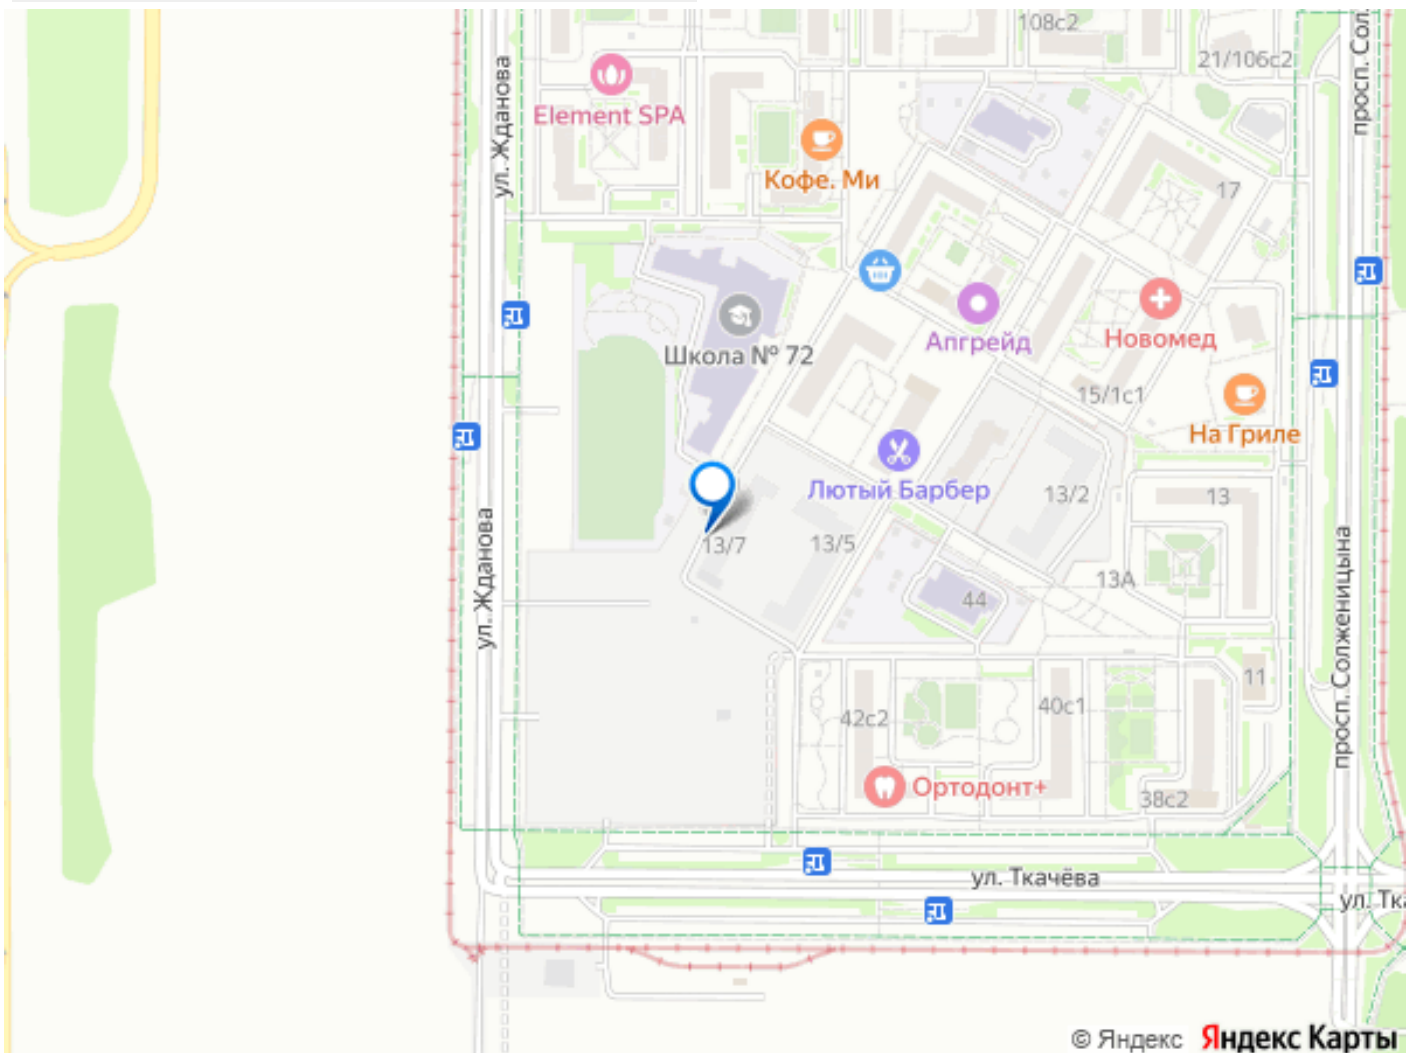 108с2
21/106с2
просп. Сол.
ул. Жданова
Element SPA
Кофе. Ми
17
Апгрейд
Новомед
Школа № 72
15/1с1
На Гриле
Лютый Барбер
13/2
13
13/7
13/5
ул. Жданова
13А
44
просп. Солженицына
11
42с2
40с1
Ортодонт+
38с2
ул. Ткачёва
ул. Тка
© Яндекс Яндекс Карты